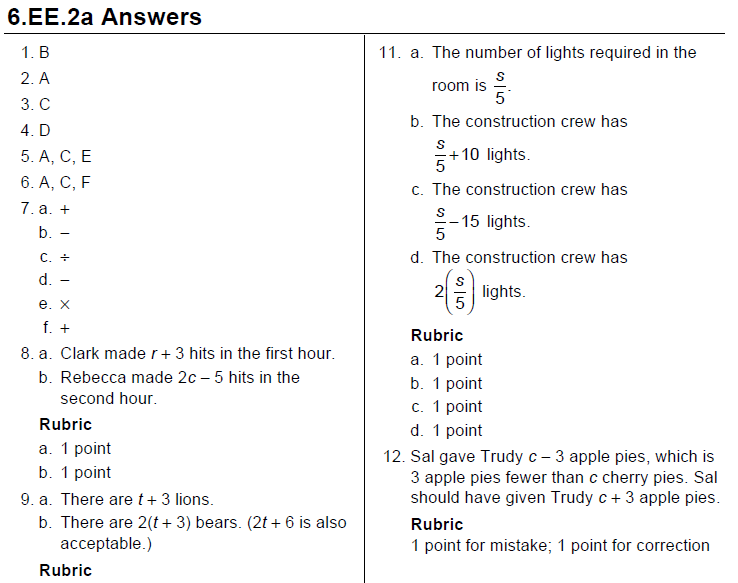 6.EE.2a Answers
1. B
2. A
3. C
4. D
5. A, C, E
6. A, C, F
7. a. +
b. −
c. ÷
d. −
e. ×
f. +
8. a. Clark made r + 3 hits in the first hour.
b. Rebecca made 2c − 5 hits in the
second hour.
Rubric
a. 1 point
b. 1 point
9. a. There are t + 3 lions.
b. There are 2(t + 3) bears. (2t + 6 is also
acceptable.)
Rubric
11. a. The number of lights required in the
room is s/5.
b. The construction crew has
s/5 + 10 lights.
c. The construction crew has
s/5 − 15 lights.
d. The construction crew has
2(s/5) lights.
Rubric
a. 1 point
b. 1 point
c. 1 point
d. 1 point
12. Sal gave Trudy c − 3 apple pies, which is
3 apple pies fewer than c cherry pies. Sal
should have given Trudy c + 3 apple pies.
Rubric
1 point for mistake; 1 point for correction